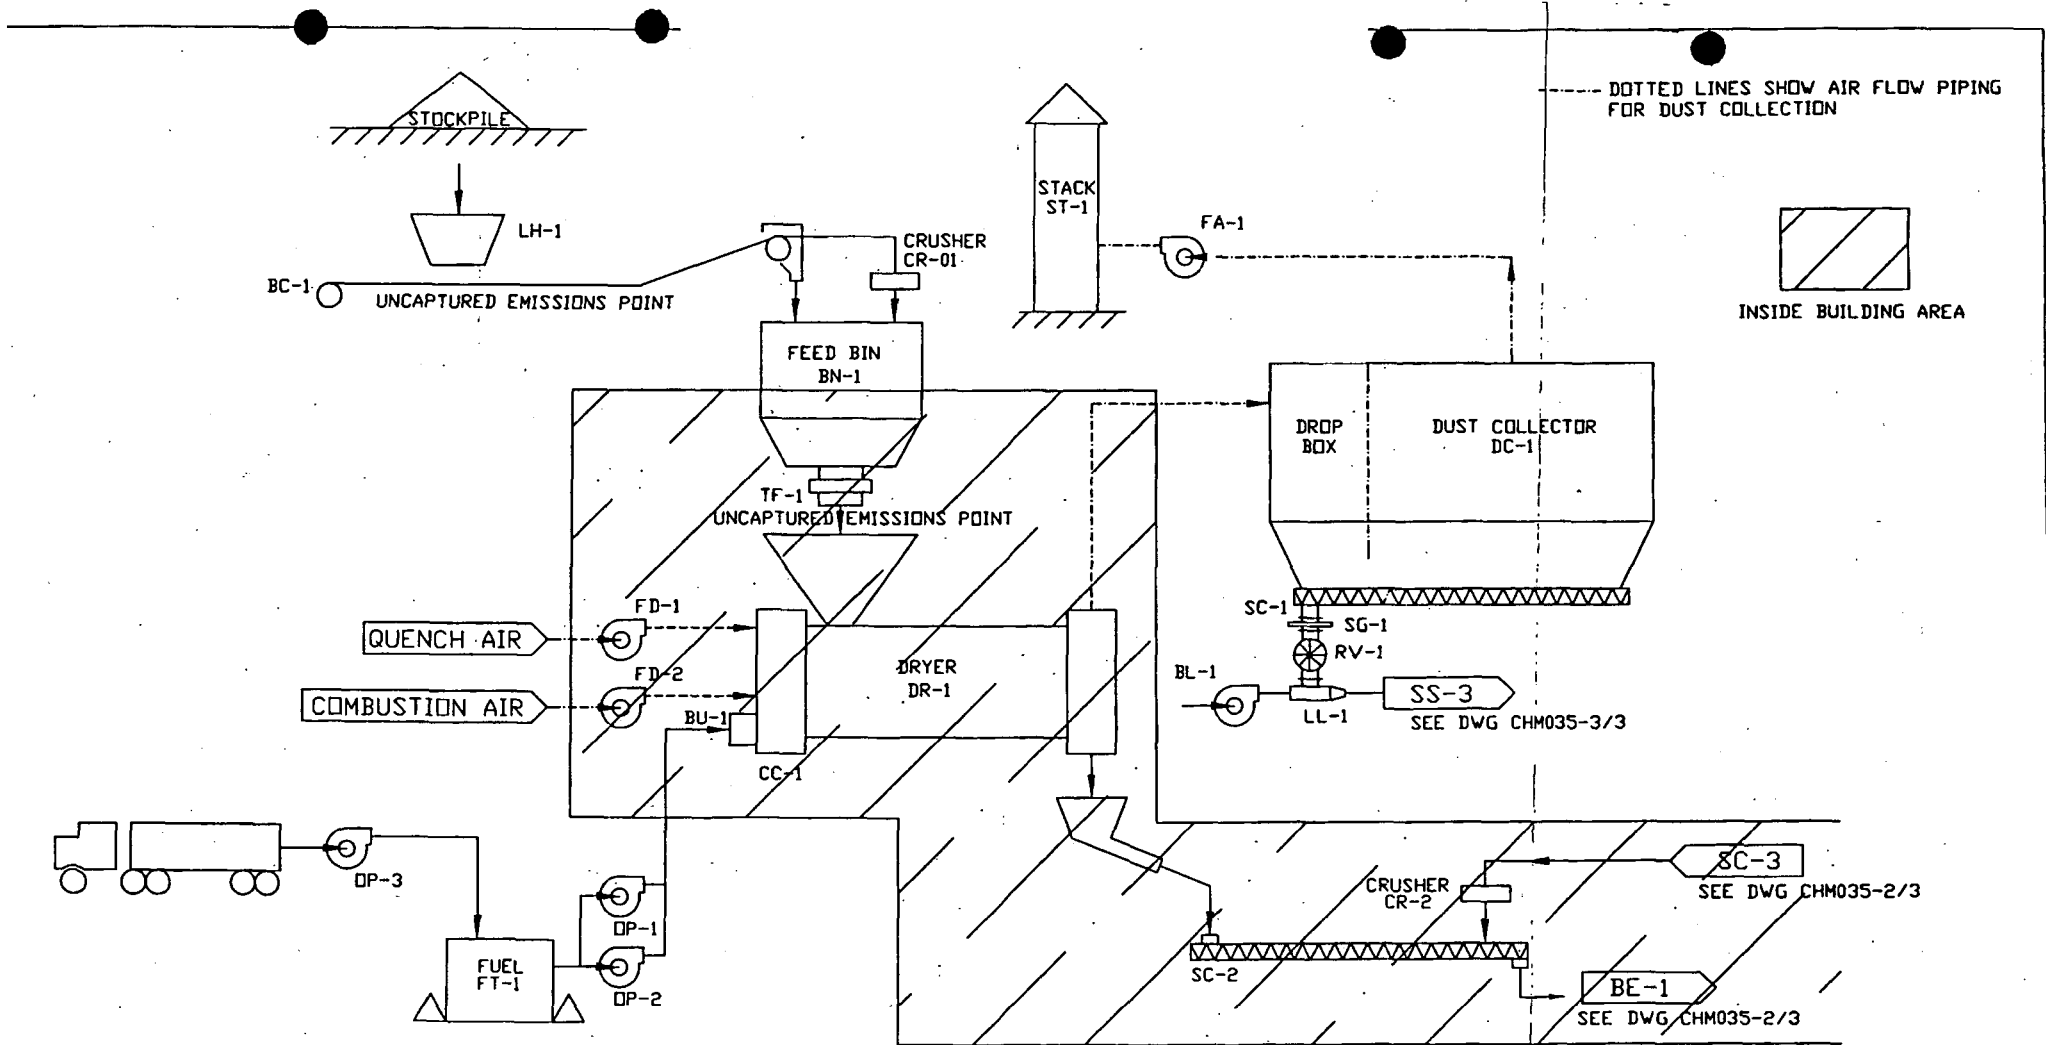 DOTTED LINES SHOW AIR FLOW PIPING
FOR DUST COLLECTION
STOCKPILE
LH-1
BC-1
UNCAPTURED EMISSIONS POINT
CRUSHER
CR-01
STACK
ST-1
FA-1
INSIDE BUILDING AREA
FEED BIN
BN-1
TF-1
UNCAPTURED EMISSIONS POINT
DROP
BOX
DUST COLLECTOR
DC-1
QUENCH AIR
FD-1
COMBUSTION AIR
FD-2
BU-1
CC-1
DRYER
DR-1
SC-1
SG-1
RV-1
BL-1
LL-1
SS-3
SEE DWG CHM035-3/3
OP-3
OP-1
OP-2
FUEL
FT-1
CRUSHER
CR-2
SC-3
SEE DWG CHM035-2/3
SC-2
BE-1
SEE DWG CHM035-2/3